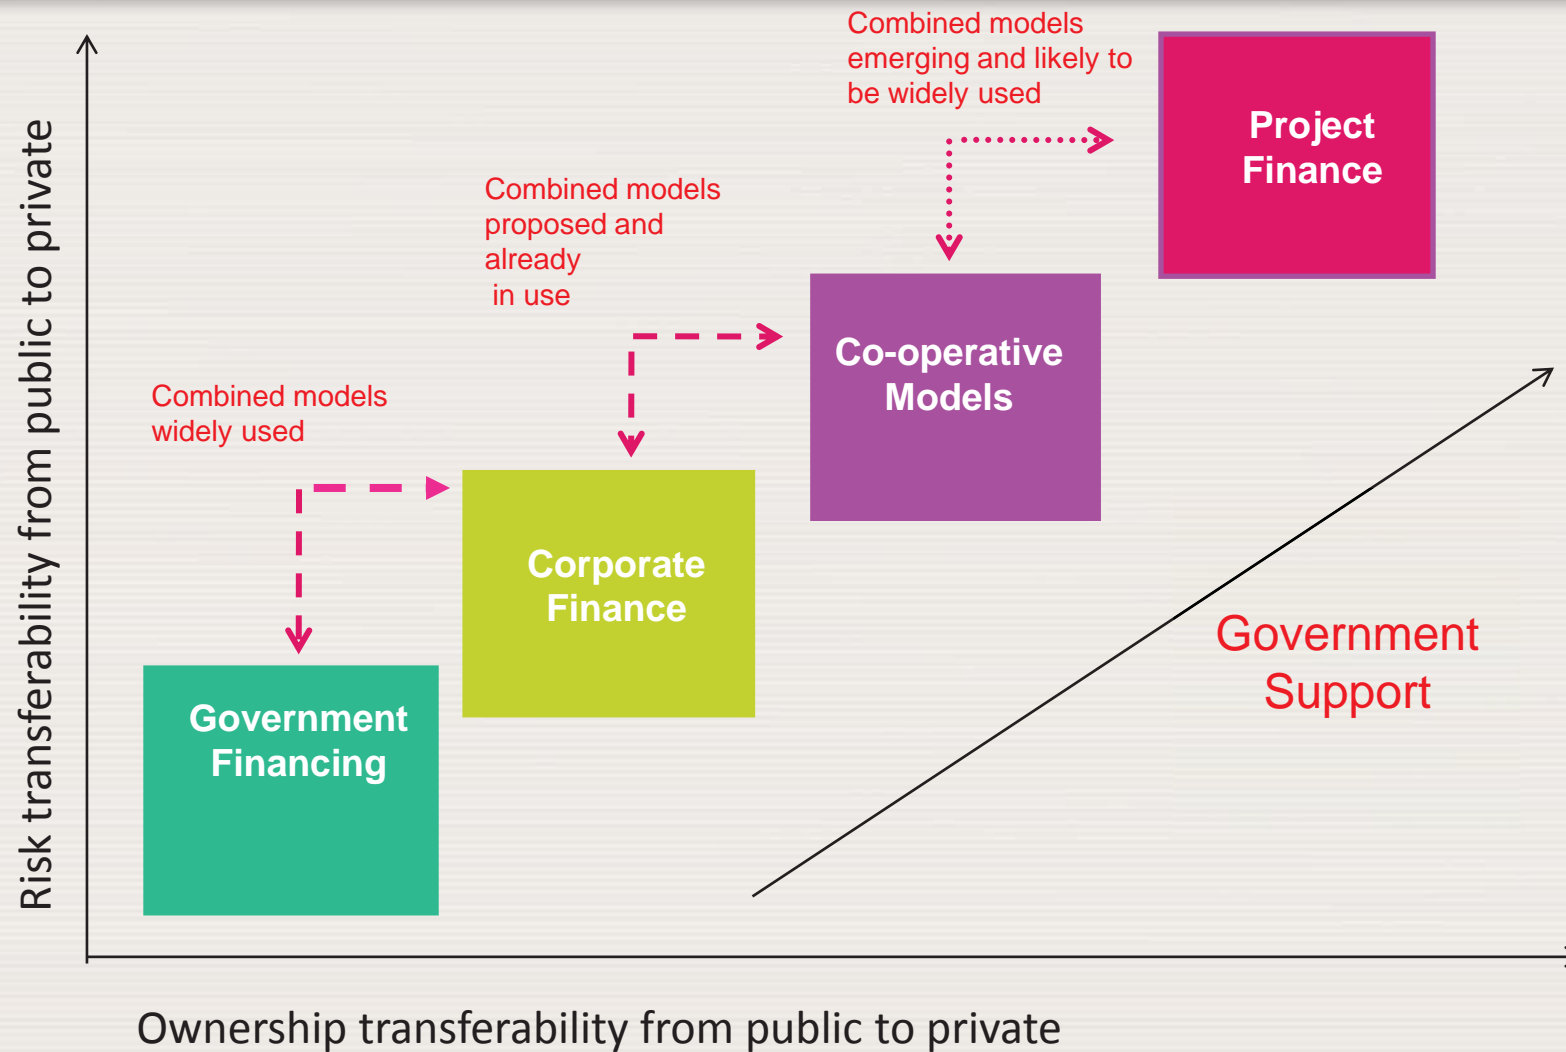 Combined models
emerging and likely to
be widely used
Project
Finance
Combined models
proposed and
already
in use
Co-operative
Models
Combined models
widely used
Corporate
Finance
Government
Financing
Government
Support
Risk transferability from public to private
Ownership transferability from public to private